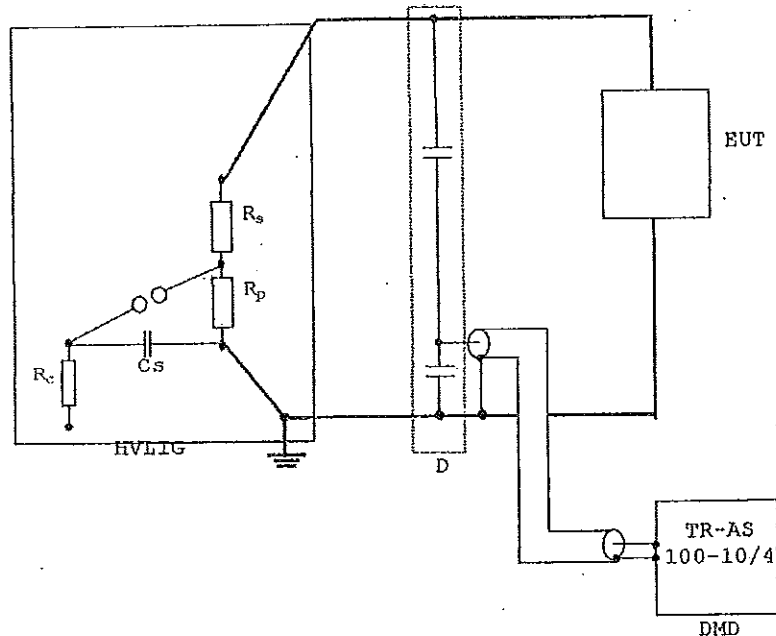 EUT
Rs
Rp
Cs
Rc
HVLIG
D
TR-AS
100-10/4
DMD